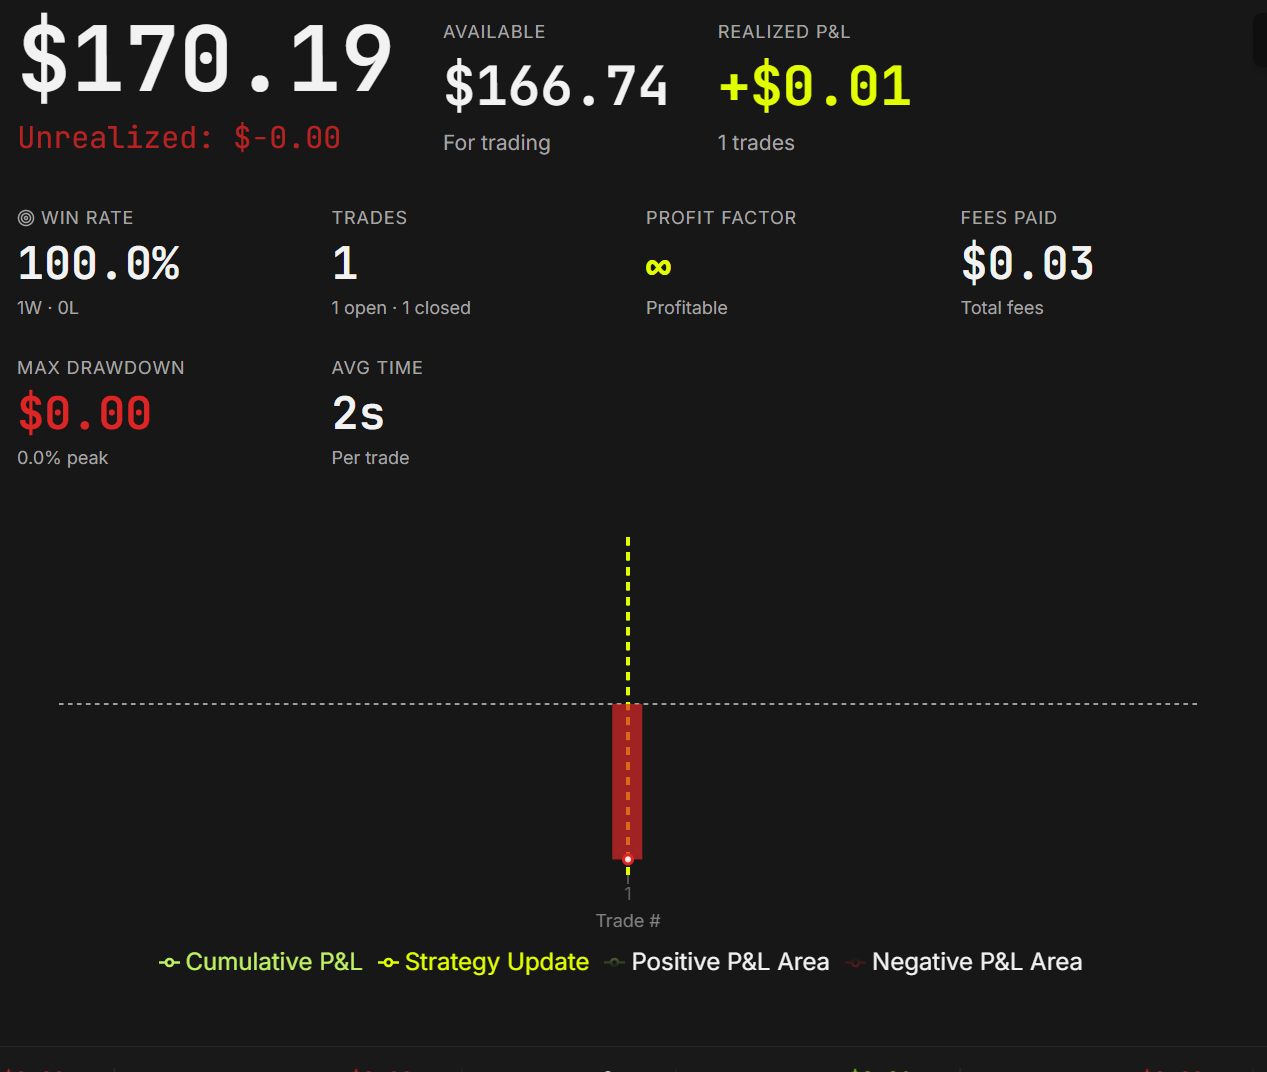 $170.19
Unrealized: $-0.00
AVAILABLE
$166.74
For trading
REALIZED P&L
+$0.01
1 trades
WIN RATE
100.0%
1W · 0L
TRADES
1
1 open · 1 closed
PROFIT FACTOR
∞
Profitable
FEES PAID
$0.03
Total fees
MAX DRAWDOWN
$0.00
0.0% peak
AVG TIME
2s
Per trade
1
Trade #
Cumulative P&L Strategy Update Positive P&L Area Negative P&L Area